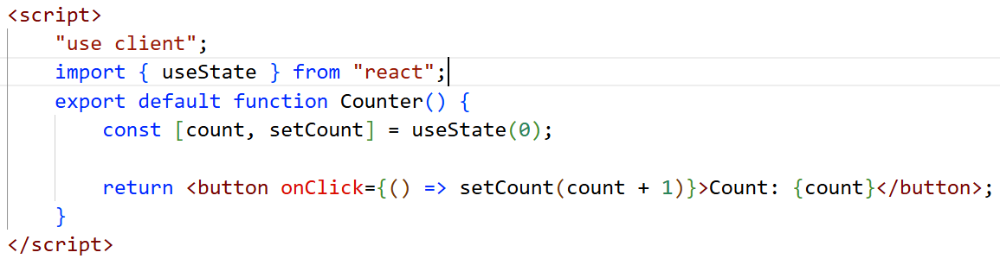 <script>
"use client";
import { useState } from "react";
export default function Counter() {
const [count, setCount] = useState(0);
return <button onClick={() => setCount(count + 1)}>Count: {count}</button>;
}
</script>